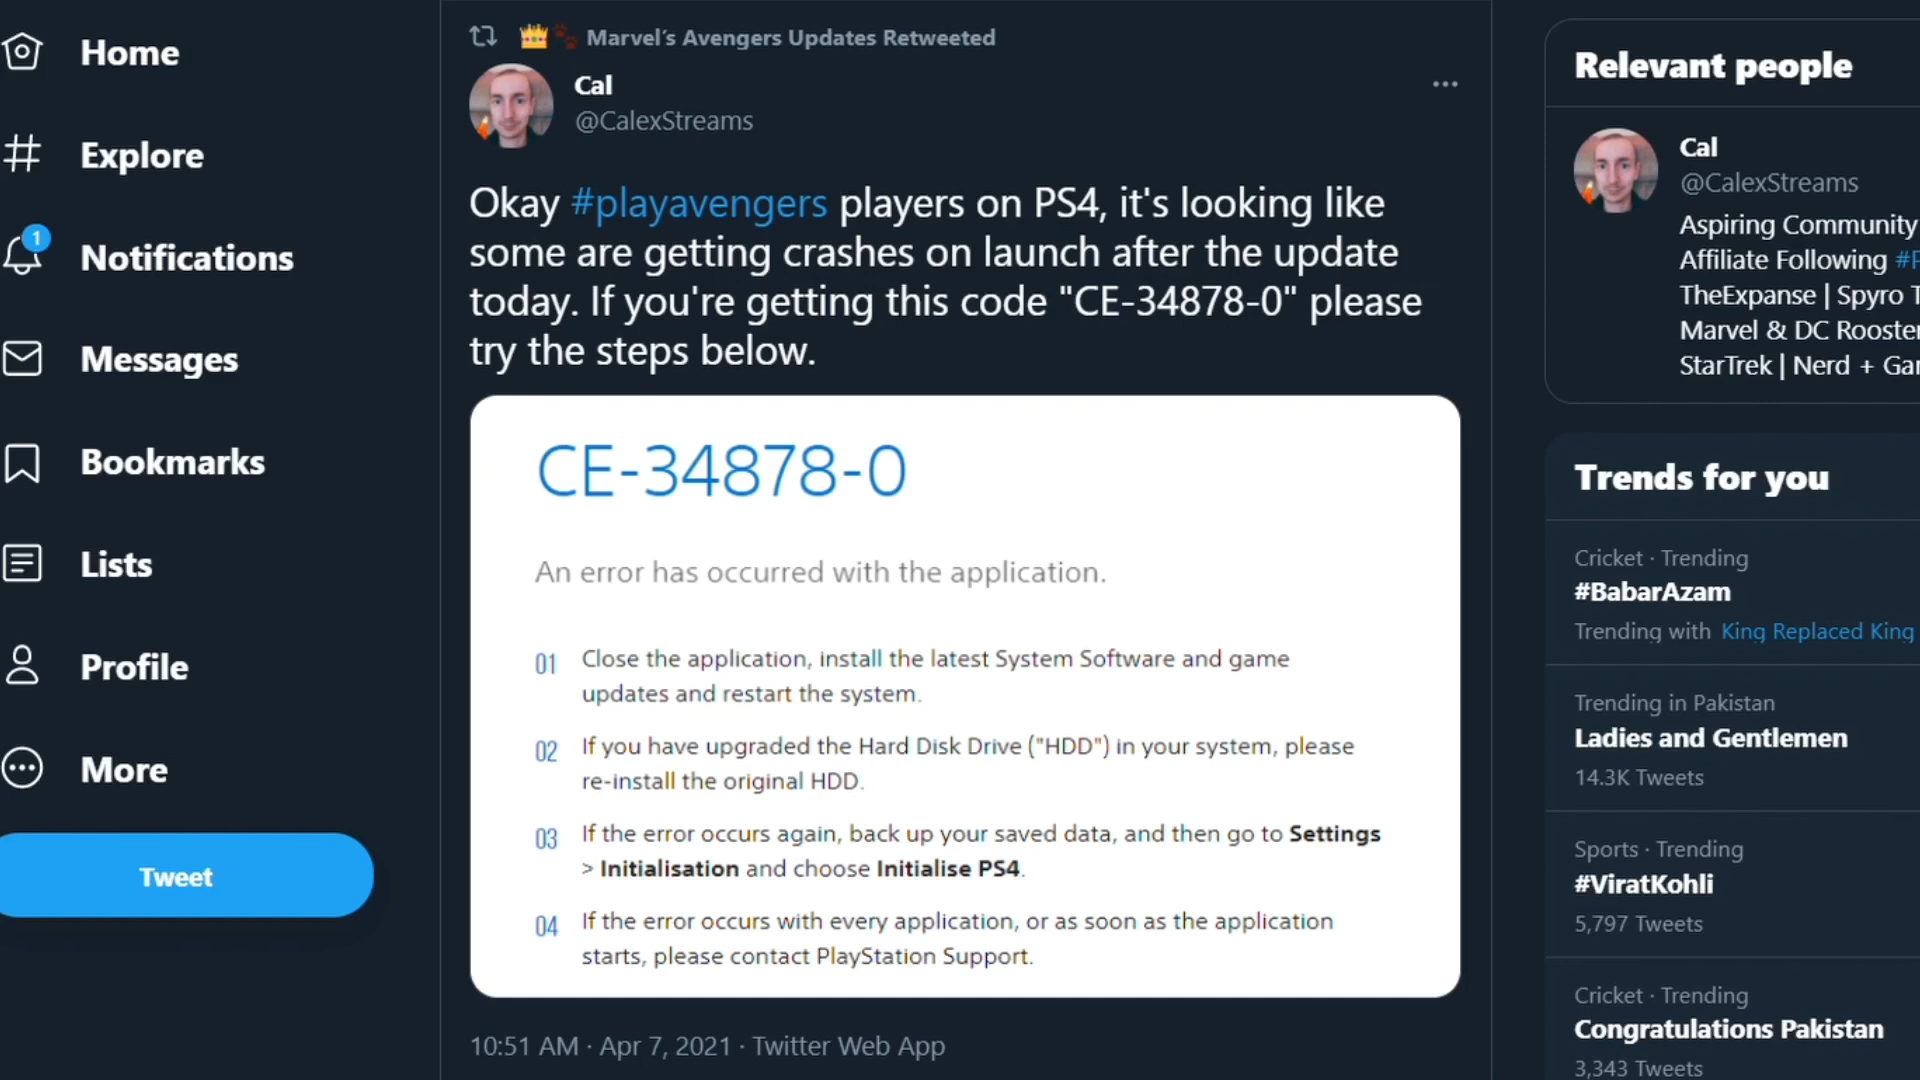 Home
Explore
1
Notifications
Messages
Bookmarks
Lists
Profile
More
Tweet
Marvel's Avengers Updates Retweeted
Cal
@CalexStreams
Okay #playavengers players on PS4, it's looking like
some are getting crashes on launch after the update
today. If you're getting this code "CE-34878-0" please
try the steps below.
CE-34878-0
An error has occurred with the application.
01 Close the application, install the latest System Software and game
updates and restart the system.
02 If you have upgraded the Hard Disk Drive ("HDD") in your system, please
re-install the original HDD.
03 If the error occurs again, back up your saved data, and then go to Settings
> Initialisation and choose Initialise PS4.
04 If the error occurs with every application, or as soon as the application
starts, please contact PlayStation Support.
10:51 AM · Apr 7, 2021 · Twitter Web App
Relevant people
Cal
@CalexStreams
Aspiring Community
Affiliate Following
TheExpanse | Spyro
Marvel & DC Rooster
StarTrek | Nerd +
Trends for you
Cricket · Trending
#BabarAzam
Trending with King Replaced King
Trending in Pakistan
Ladies and Gentlemen
14.3K Tweets
Sports · Trending
#ViratKohli
5,797 Tweets
Cricket · Trending
Congratulations Pakistan
3,343 Tweets